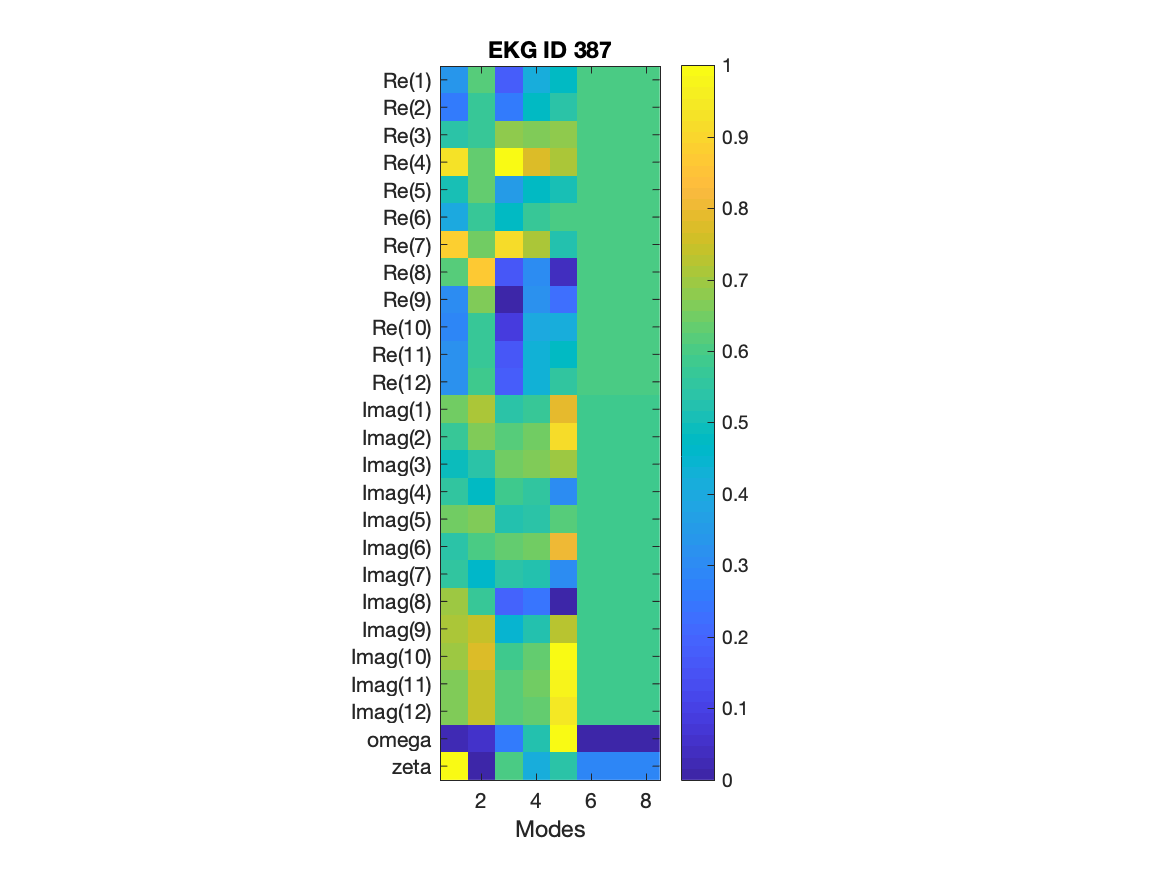 EKG ID 387
Re(1)
Re(2)
Re(3)
Re(4)
Re(5)
Re(6)
Re(7)
Re(8)
Re(9)
Re(10)
Re(11)
Re(12)
Imag(1)
Imag(2)
Imag(3)
Imag(4)
Imag(5)
Imag(6)
Imag(7)
Imag(8)
Imag(9)
Imag(10)
Imag(11)
Imag(12)
omega
zeta
2 4 6 8
Modes
1
0.9
0.8
0.7
0.6
0.5
0.4
0.3
0.2
0.1
0